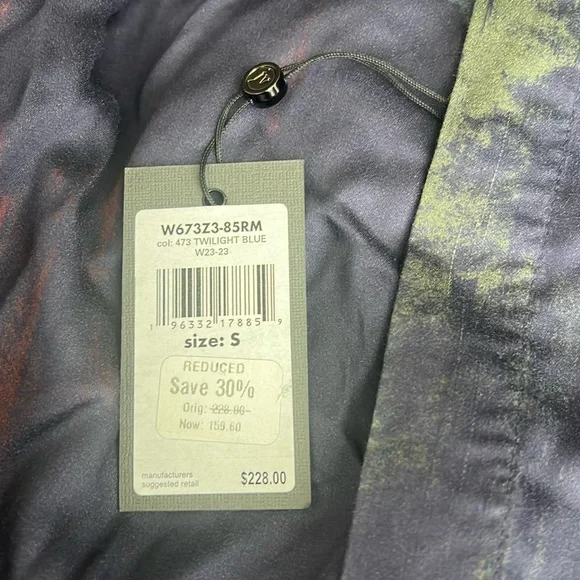 W673Z3-85RM
col: 473 TWILIGHT BLUE
W23-23
1 96332 17885 9
size: S
REDUCED
Save 30%
Orig: 228.00
Now: 159.60
manufacturers
suggested retail
$228.00